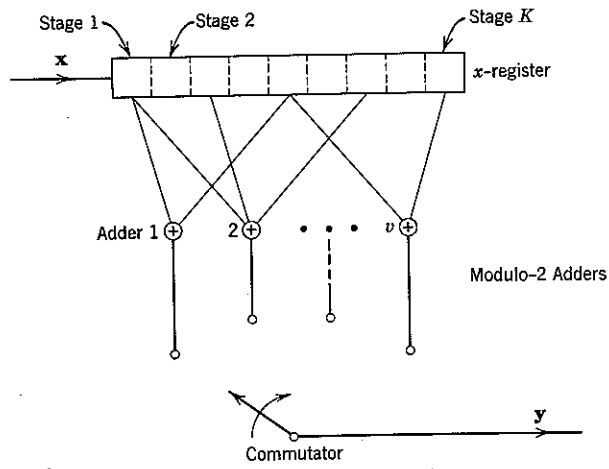 Stage 1
Stage 2
Stage K
x
x-register
Adder 1
2
v
Modulo-2 Adders
y
Commutator